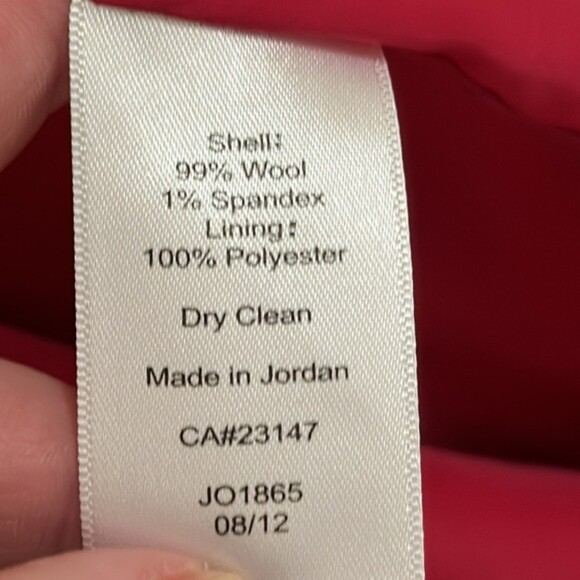 Shell:
99% Wool
1% Spandex
Lining:
100% Polyester
Dry Clean
Made in Jordan
CA#23147
JO1865
08/12